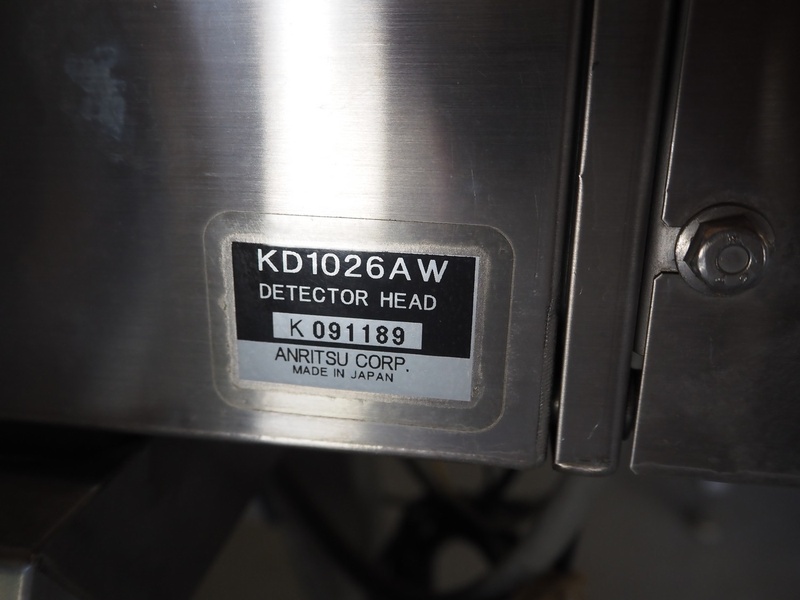 KD1026AW
DETECTOR HEAD
K 091189
ANRITSU CORP.
MADE IN JAPAN